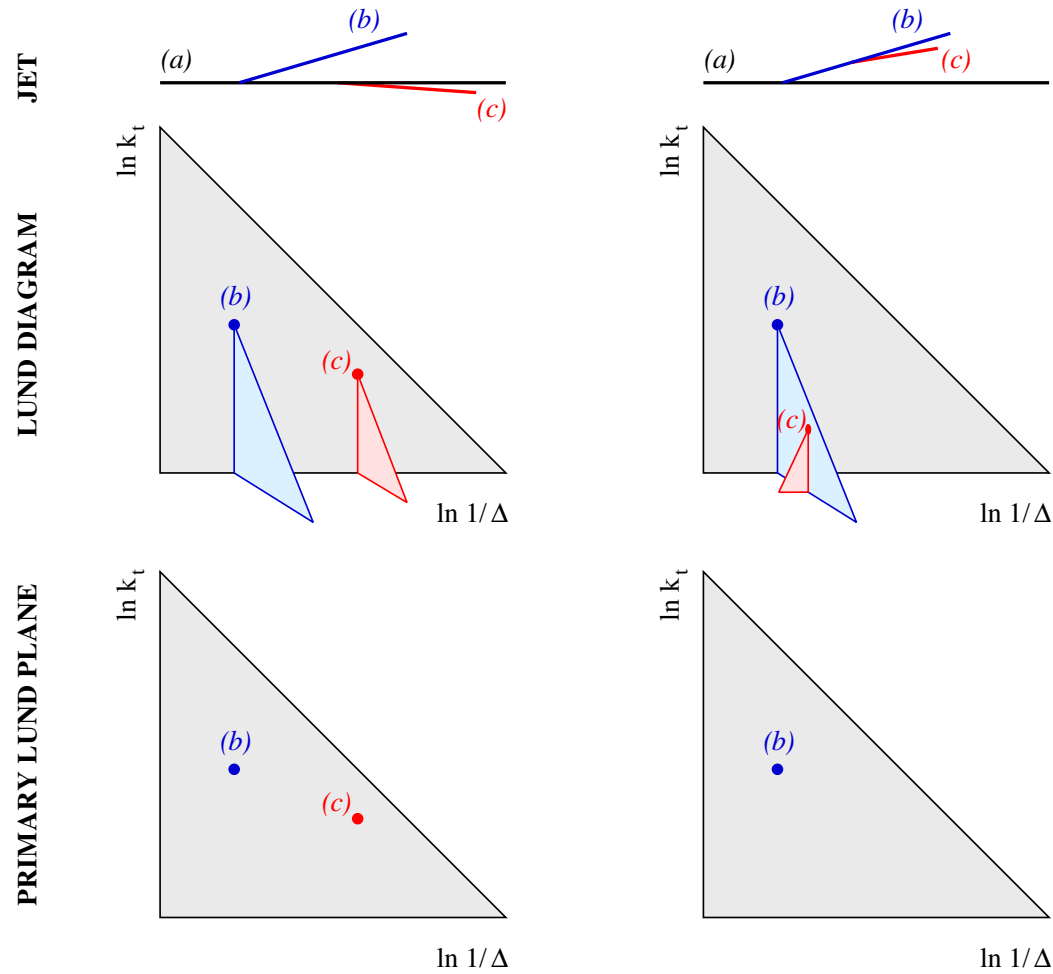 JET
(a)
(b)
(c)
(a)
(b)
(c)
LUND DIAGRAM
ln k_t
(b)
(c)
ln 1/Δ
ln k_t
(b)
(c)
ln 1/Δ
PRIMARY LUND PLANE
ln k_t
(b)
(c)
ln 1/Δ
ln k_t
(b)
ln 1/Δ